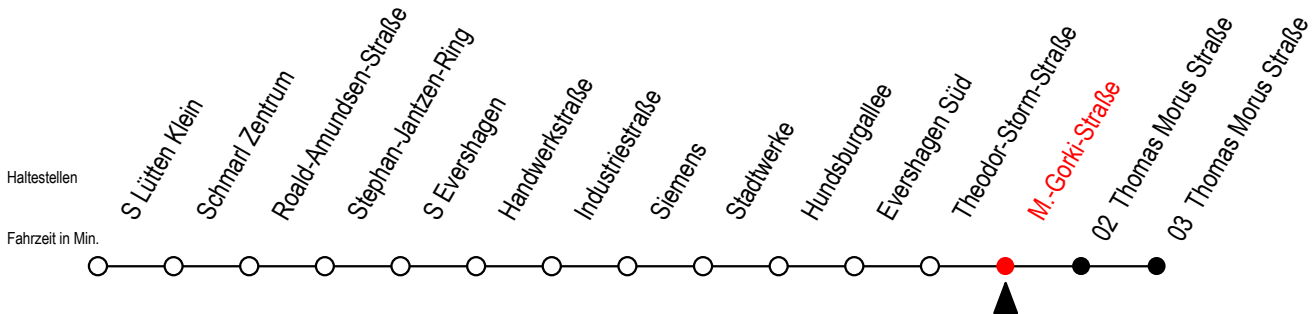 Haltestellen
Fahrzeit in Min.
S Lütten Klein
Schmarl Zentrum
Roald-Amundsen-Straße
Stephan-Jantzen-Ring
S Evershagen
Handwerkstraße
Industriestraße
Siemens
Stadtwerke
Hundsburgallee
Evershagen Süd
Theodor-Storm-Straße
M.-Gorki-Straße
02 Thomas Morus Straße
03 Thomas Morus Straße